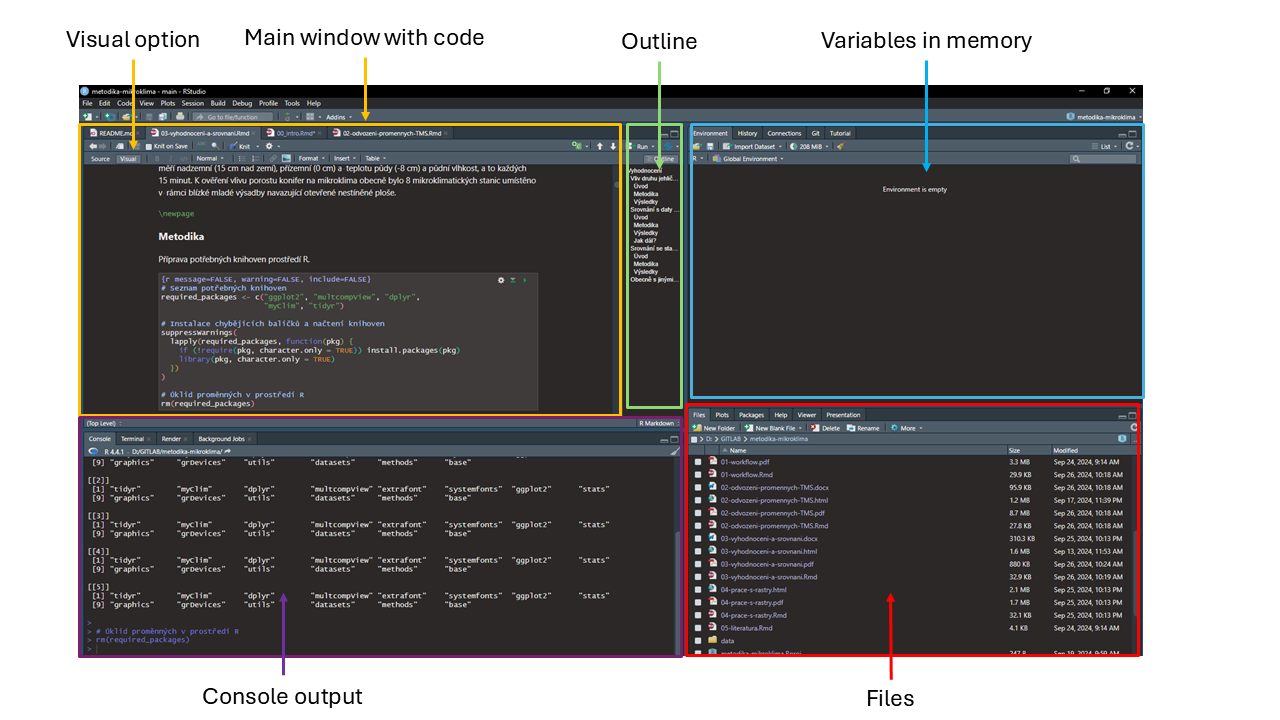 Visual option
Main window with code
Outline
Variables in memory
metodika-mikroklima - main - RStudio
File Edit Code View Plots Session Build Debug Profile Tools Help
Go to file/function
Addins
metodika-mikroklima
README.md
03-vyhodnoceni-a-srovnani.Rmd
00_intro.Rmd*
02-odvozeni-promennych-TMS.Rmd
Knit on Save
Knit
Run
Source Visual
Normal
Format
Insert
Table
Outline
měří nadzemní (15 cm nad zemí), přízemní (0 cm) a teplotu půdy (-8 cm) a půdní vlhkost, a to každých
15 minut. K ověření vlivu porostu konifer na mikroklima obecně bylo 8 mikroklimatických stanic umístěno
v rámci blízké mladé výsadby navazující otevřené nestíněné ploše.
\newpage
Metodika
Příprava potřebných knihoven prostředí R.
{r message=FALSE, warning=FALSE, include=FALSE}
# Seznam potřebných knihoven
required_packages <- c("ggplot2", "multcompView", "dplyr",
"myClim", "tidyr")
# Instalace chybějících balíčků a načtení knihoven
suppressWarnings(
lapply(required_packages, function(pkg) {
if (!require(pkg, character.only = TRUE)) install.packages(pkg)
library(pkg, character.only = TRUE)
})
)
# Úklid proměnných v prostředí R
rm(required_packages)
Vyhodnocení
Vliv druhu jehlič...
Úvod
Metodika
Výsledky
Srovnání s daty ...
Úvod
Metodika
Výsledky
Jak dál?
Srovnání se sta...
Úvod
Metodika
Výsledky
Obecně s jinými...
Environment History Connections Git Tutorial
Import Dataset
208 MiB
List
R
Global Environment
Environment is empty
(Top Level)
R Markdown
Console Terminal Render Background Jobs
R 4.4.1 · D:/GITLAB/metodika-mikroklima/
[9] "graphics" "grDevices" "utils" "datasets" "methods" "base"
[[2]]
[1] "tidyr" "myClim" "dplyr" "multcompView" "extrafont" "systemfonts" "ggplot2" "stats"
[9] "graphics" "grDevices" "utils" "datasets" "methods" "base"
[[3]]
[1] "tidyr" "myClim" "dplyr" "multcompView" "extrafont" "systemfonts" "ggplot2" "stats"
[9] "graphics" "grDevices" "utils" "datasets" "methods" "base"
[[4]]
[1] "tidyr" "myClim" "dplyr" "multcompView" "extrafont" "systemfonts" "ggplot2" "stats"
[9] "graphics" "grDevices" "utils" "datasets" "methods" "base"
[[5]]
[1] "tidyr" "myClim" "dplyr" "multcompView" "extrafont" "systemfonts" "ggplot2" "stats"
[9] "graphics" "grDevices" "utils" "datasets" "methods" "base"
>
> # Úklid proměnných v prostředí R
> rm(required_packages)
>
Files Plots Packages Help Viewer Presentation
New Folder New Blank File Delete Rename More
D: > GITLAB > metodika-mikroklima
Name Size Modified
01-workflow.pdf 3.3 MB Sep 24, 2024, 9:14 AM
01-workflow.Rmd 29.9 KB Sep 26, 2024, 10:18 AM
02-odvozeni-promennych-TMS.docx 95.9 KB Sep 26, 2024, 10:18 AM
02-odvozeni-promennych-TMS.html 1.2 MB Sep 17, 2024, 11:39 PM
02-odvozeni-promennych-TMS.pdf 8.7 MB Sep 26, 2024, 10:18 AM
02-odvozeni-promennych-TMS.Rmd 27.8 KB Sep 26, 2024, 10:18 AM
03-vyhodnoceni-a-srovnani.docx 310.3 KB Sep 25, 2024, 10:13 PM
03-vyhodnoceni-a-srovnani.html 1.6 MB Sep 13, 2024, 11:53 AM
03-vyhodnoceni-a-srovnani.pdf 880 KB Sep 26, 2024, 10:24 AM
03-vyhodnoceni-a-srovnani.Rmd 32.9 KB Sep 26, 2024, 10:19 AM
04-prace-s-rastry.html 2.1 MB Sep 25, 2024, 10:13 PM
04-prace-s-rastry.pdf 1.7 MB Sep 25, 2024, 10:13 PM
04-prace-s-rastry.Rmd 32.1 KB Sep 25, 2024, 10:13 PM
05-literatura.Rmd 4.1 KB Sep 24, 2024, 9:14 AM
data
metodika-mikroklima.Rproj 247 B Sep 19, 2024, 9:59 AM
Console output
Files